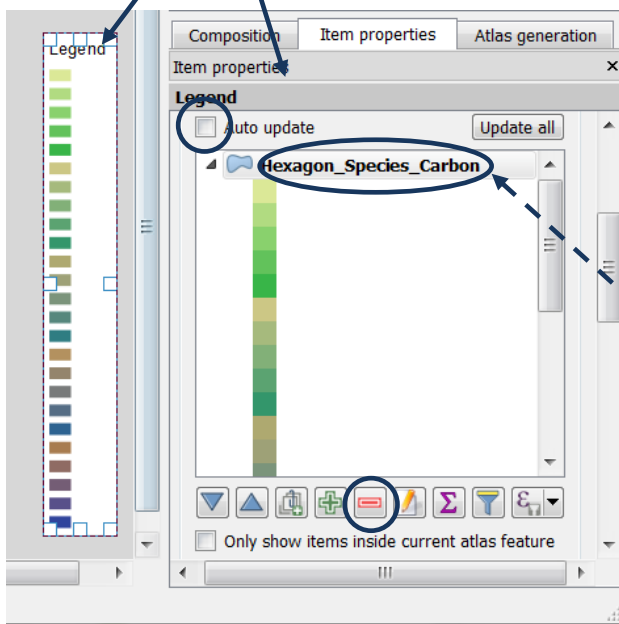 Legend
Composition
Item properties
Atlas generation
Item properties
Legend
Auto update
Update all
Hexagon_Species_Carbon
Σ
ε
Only show items inside current atlas feature